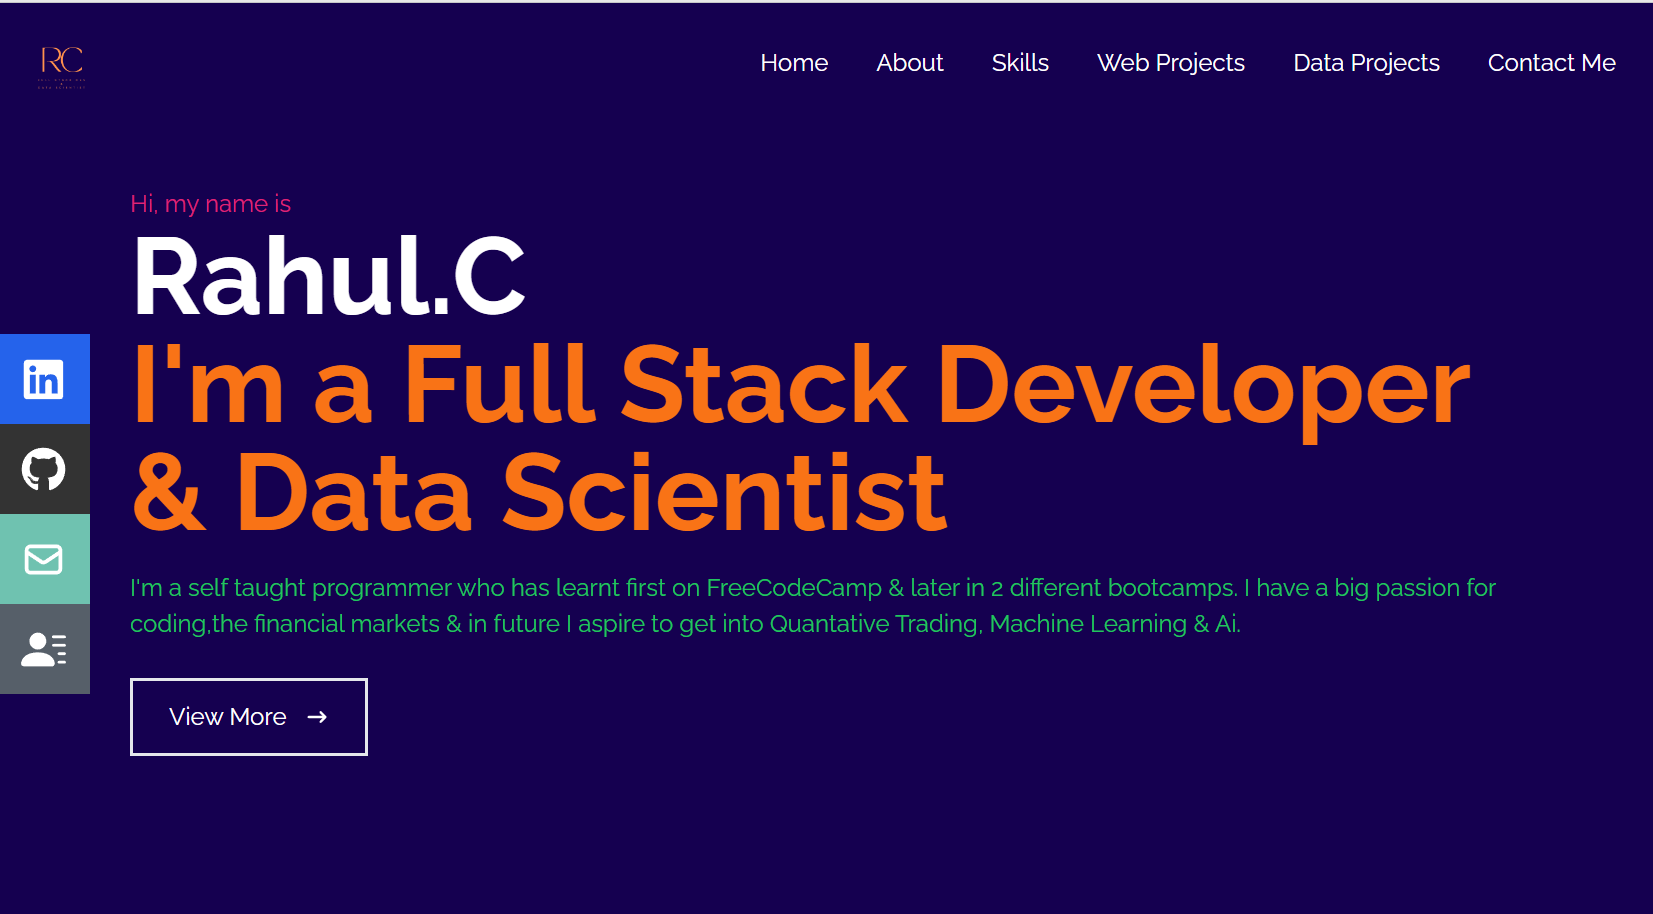 RC
Home About Skills Web Projects Data Projects Contact Me
Hi, my name is
Rahul.C
I'm a Full Stack Developer
& Data Scientist
in
I'm a self taught programmer who has learnt first on FreeCodeCamp & later in 2 different bootcamps. I have a big passion for
coding,the financial markets & in future I aspire to get into Quantative Trading, Machine Learning & Ai.
View More →